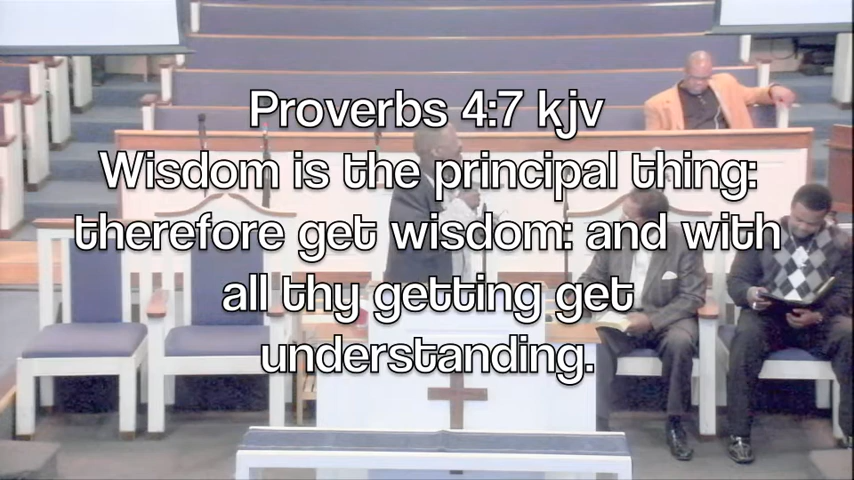 Proverbs 4:7 kjv
Wisdom is the principal thing:
therefore get wisdom: and with
all thy getting get
understanding.